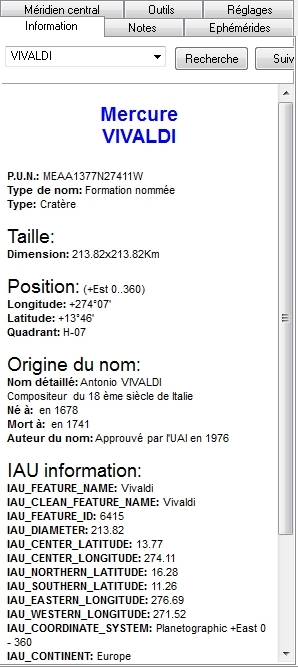 Méridien central Outils Réglages
Information Notes Ephémérides
VIVALDI Recherche Suiv
Mercure
VIVALDI
P.U.N.: MEAA1377N27411W
Type de nom: Formation nommée
Type: Cratère
Taille:
Dimension: 213.82x213.82Km
Position: (+Est 0..360)
Longitude: +274°07'
Latitude: +13°46'
Quadrant: H-07
Origine du nom:
Nom détaillé: Antonio VIVALDI
Compositeur du 18 ème siècle de Italie
Né à: en 1678
Mort à: en 1741
Auteur du nom: Approuvé par l'UAI en 1976
IAU information:
IAU_FEATURE_NAME: Vivaldi
IAU_CLEAN_FEATURE_NAME: Vivaldi
IAU_FEATURE_ID: 6415
IAU_DIAMETER: 213.82
IAU_CENTER_LATITUDE: 13.77
IAU_CENTER_LONGITUDE: 274.11
IAU_NORTHERN_LATITUDE: 16.28
IAU_SOUTHERN_LATITUDE: 11.26
IAU_EASTERN_LONGITUDE: 276.69
IAU_WESTERN_LONGITUDE: 271.52
IAU_COORDINATE_SYSTEM: Planetographic +East 0
- 360
IAU_CONTINENT: Europe